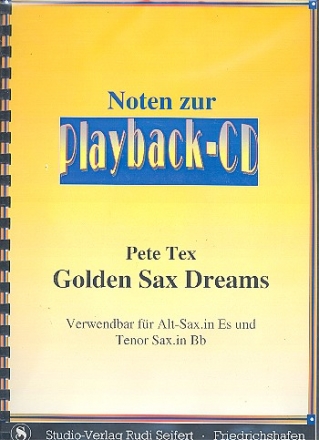 Noten zur
Playback-CD
Pete Tex
Golden Sax Dreams
Verwendbar für Alt-Sax.in Es und
Tenor Sax.in Bb
S Studio-Verlag Rudi Seifert Friedrichshafen